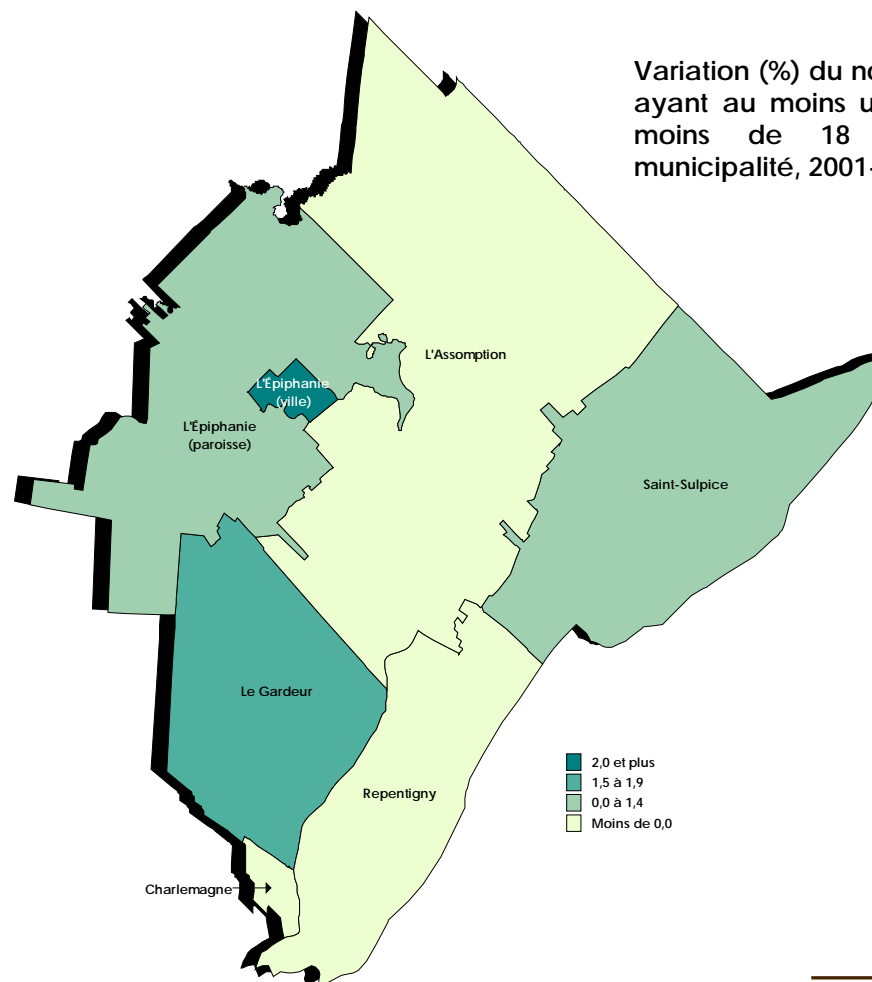 Variation (%) du
ayant au moins
moins de 18
municipalité, 2001-
L'Assomption
L'Épiphanie
(ville)
L'Épiphanie
(paroisse)
Saint-Sulpice
Le Gardeur
2,0 et plus
1,5 à 1,9
Repentigny
0,0 à 1,4
Moins de 0,0
Charlemagne